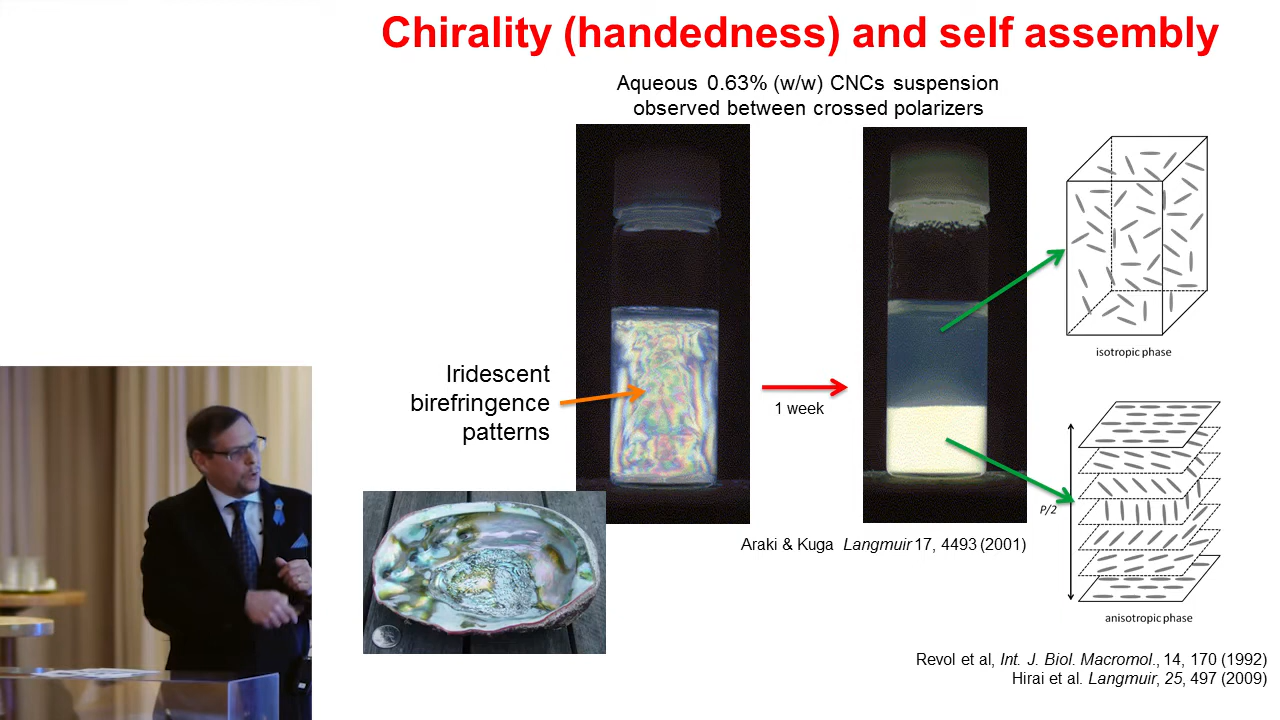 Chirality (handedness) and self assembly
Aqueous 0.63% (w/w) CNCs suspension
observed between crossed polarizers
isotropic phase
Iridescent
birefringence
patterns
1 week
P/2
Araki & Kuga Langmuir 17, 4493 (2001)
anisotropic phase
Revol et al, Int. J. Biol. Macromol., 14, 170 (1992)
Hirai et al. Langmuir, 25, 497 (2009)